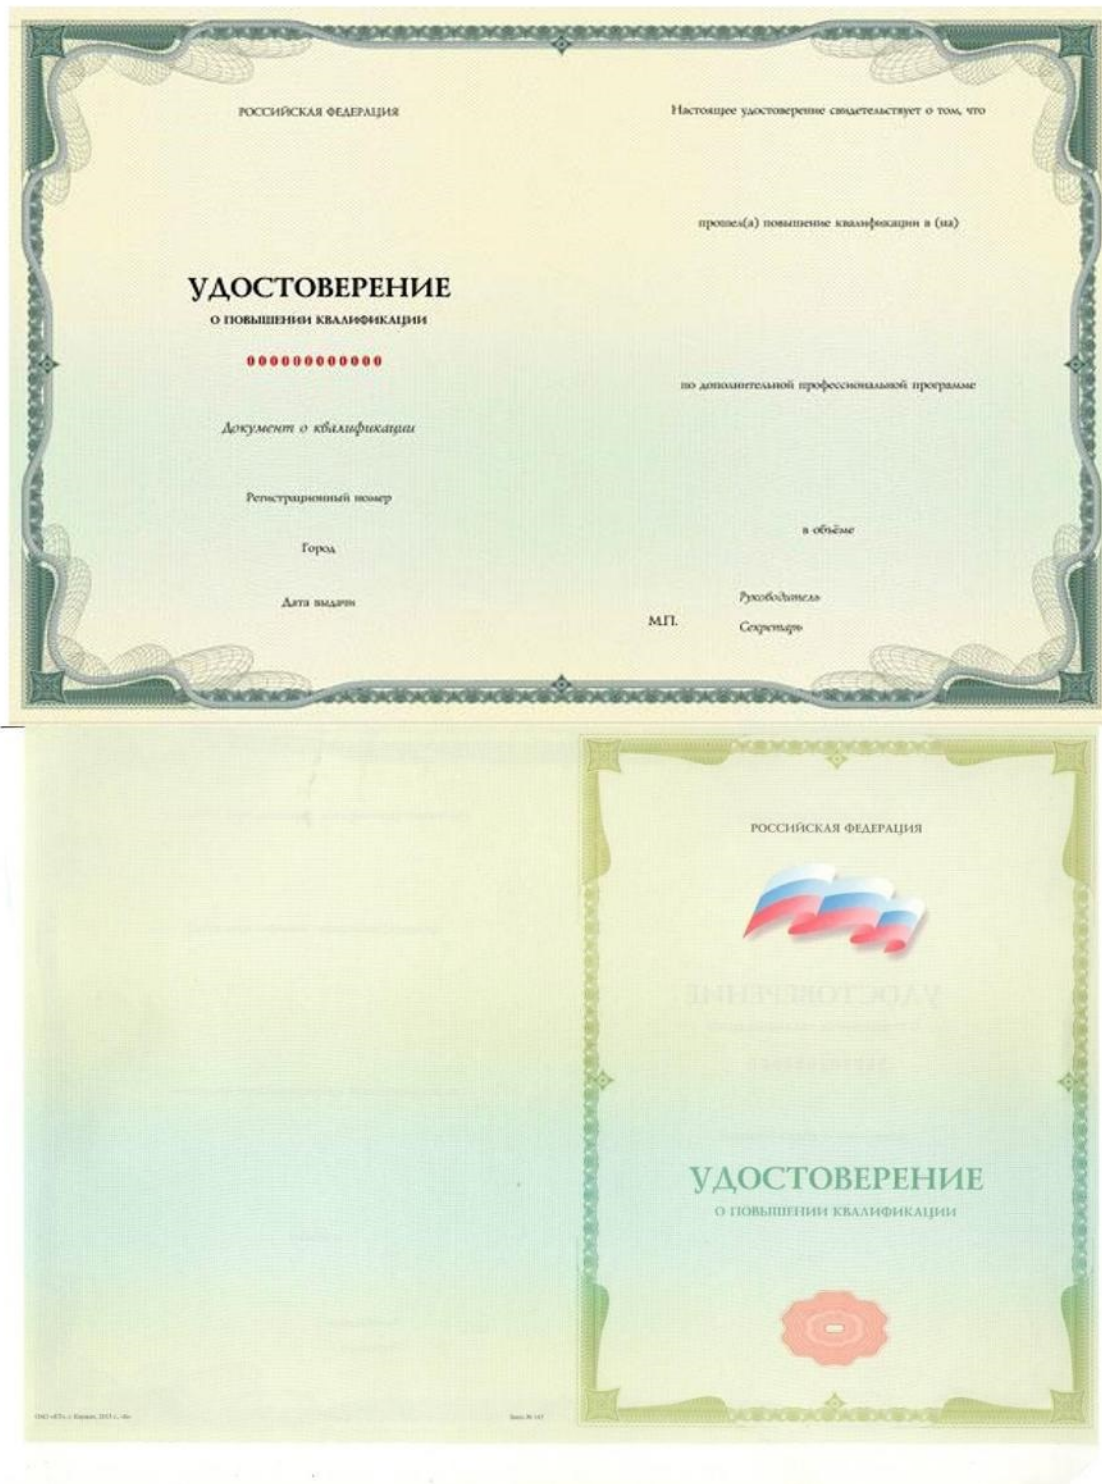 РОССИЙСКАЯ ФЕДЕРАЦИЯ
УДОСТОВЕРЕНИЕ
О ПОВЫШЕНИИ КВАЛИФИКАЦИИ
000000000000
Документ о квалификации
Регистрационный номер
Город
Дата выдачи
Настоящее удостоверение свидетельствует о том, что
прошел(а) повышение квалификации в (на)
по дополнительной профессиональной программе
в объёме
Руководитель
М.П.
Секретарь
РОССИЙСКАЯ ФЕДЕРАЦИЯ
УДОСТОВЕРЕНИЕ
О ПОВЫШЕНИИ КВАЛИФИКАЦИИ